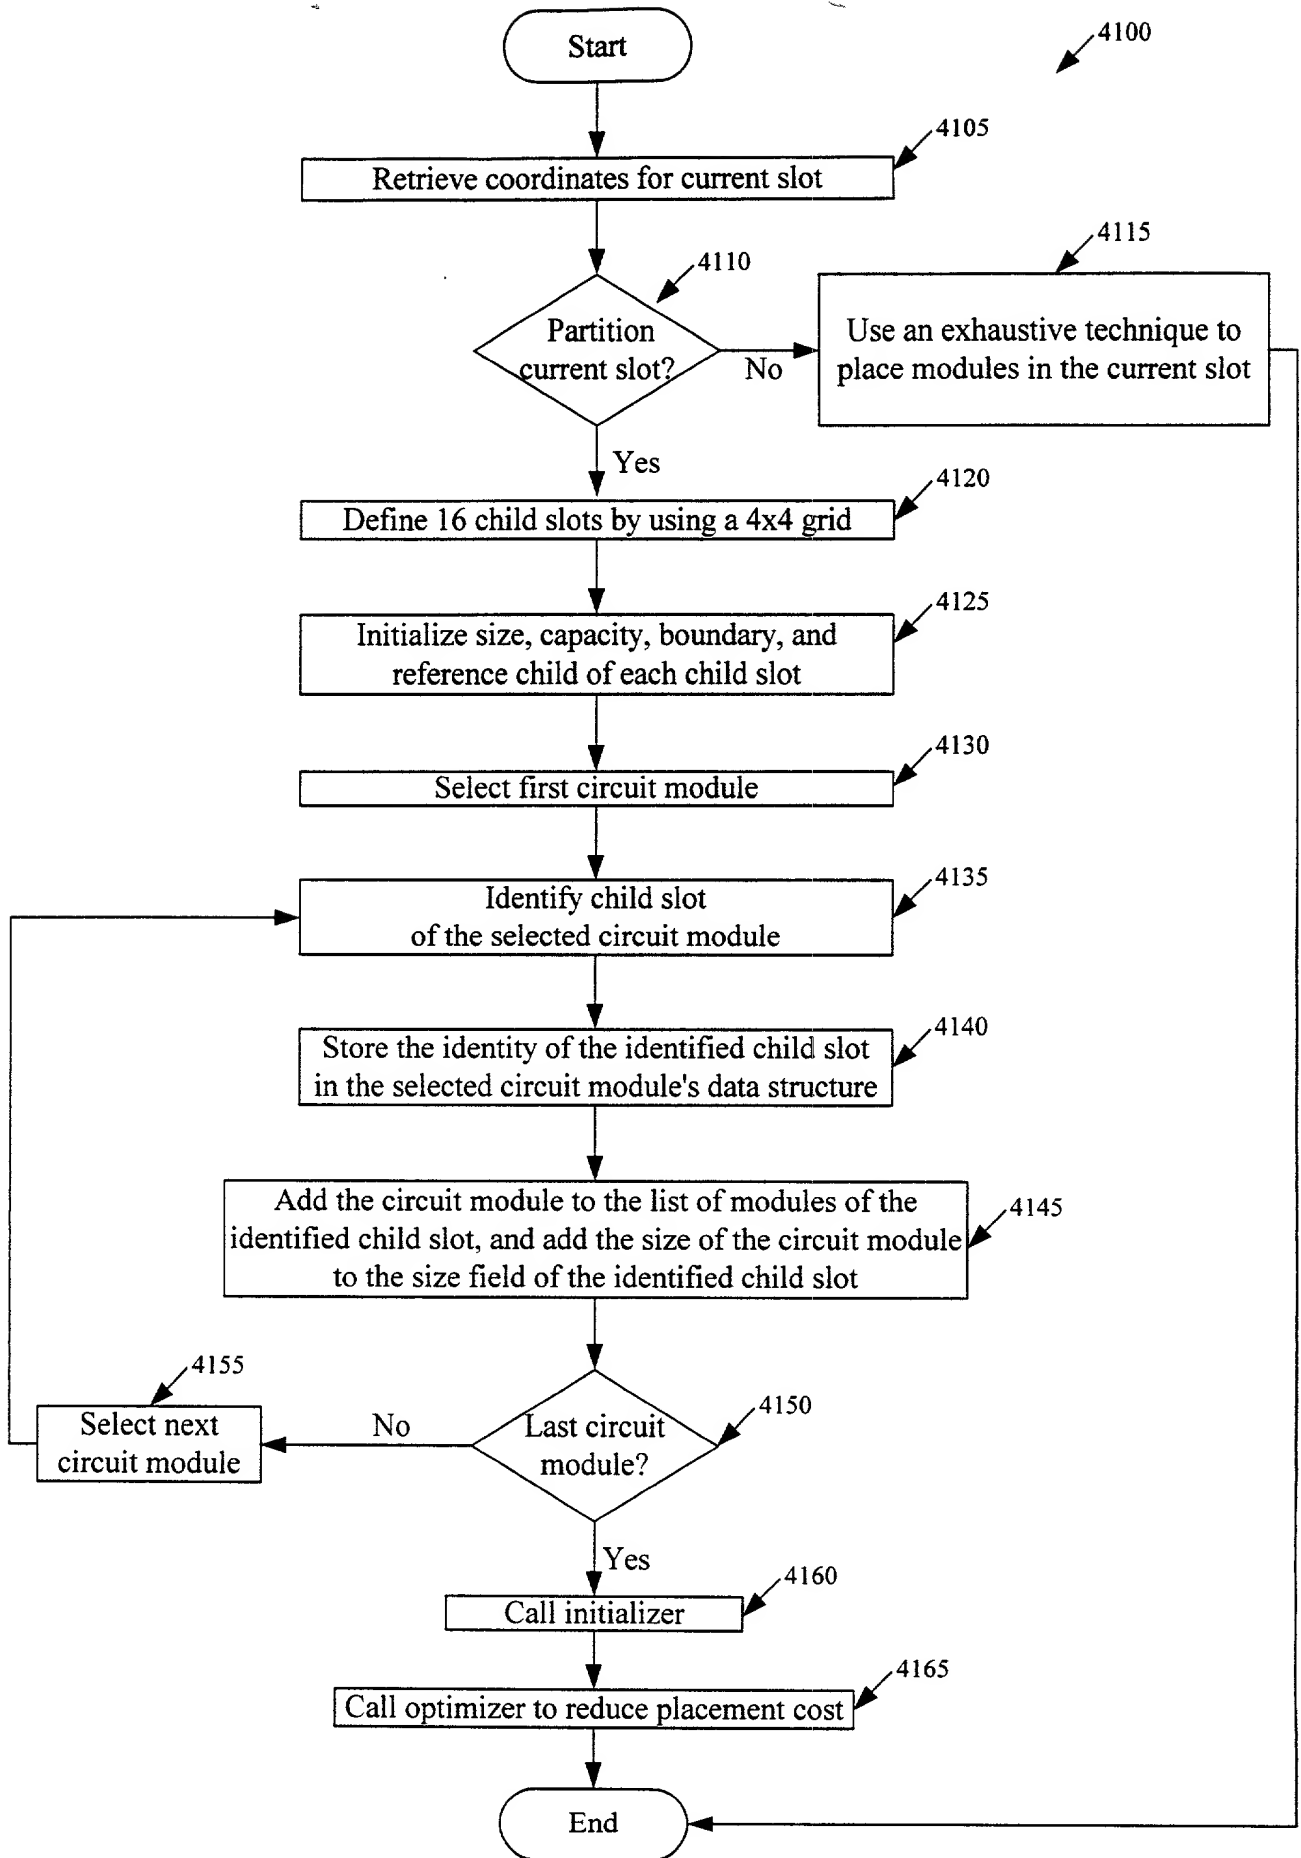 Start
4100
4105
Retrieve coordinates for current slot
4110
4115
Partition
current slot?
No
Use an exhaustive technique to
place modules in the current slot
Yes
4120
Define 16 child slots by using a 4x4 grid
4125
Initialize size, capacity, boundary, and
reference child of each child slot
4130
Select first circuit module
4135
Identify child slot
of the selected circuit module
4140
Store the identity of the identified child slot
in the selected circuit module's data structure
Add the circuit module to the list of modules of the
identified child slot, and add the size of the circuit module
to the size field of the identified child slot
4145
4155
Select next
circuit module
No
Last circuit
module?
4150
Yes
4160
Call initializer
4165
Call optimizer to reduce placement cost
End